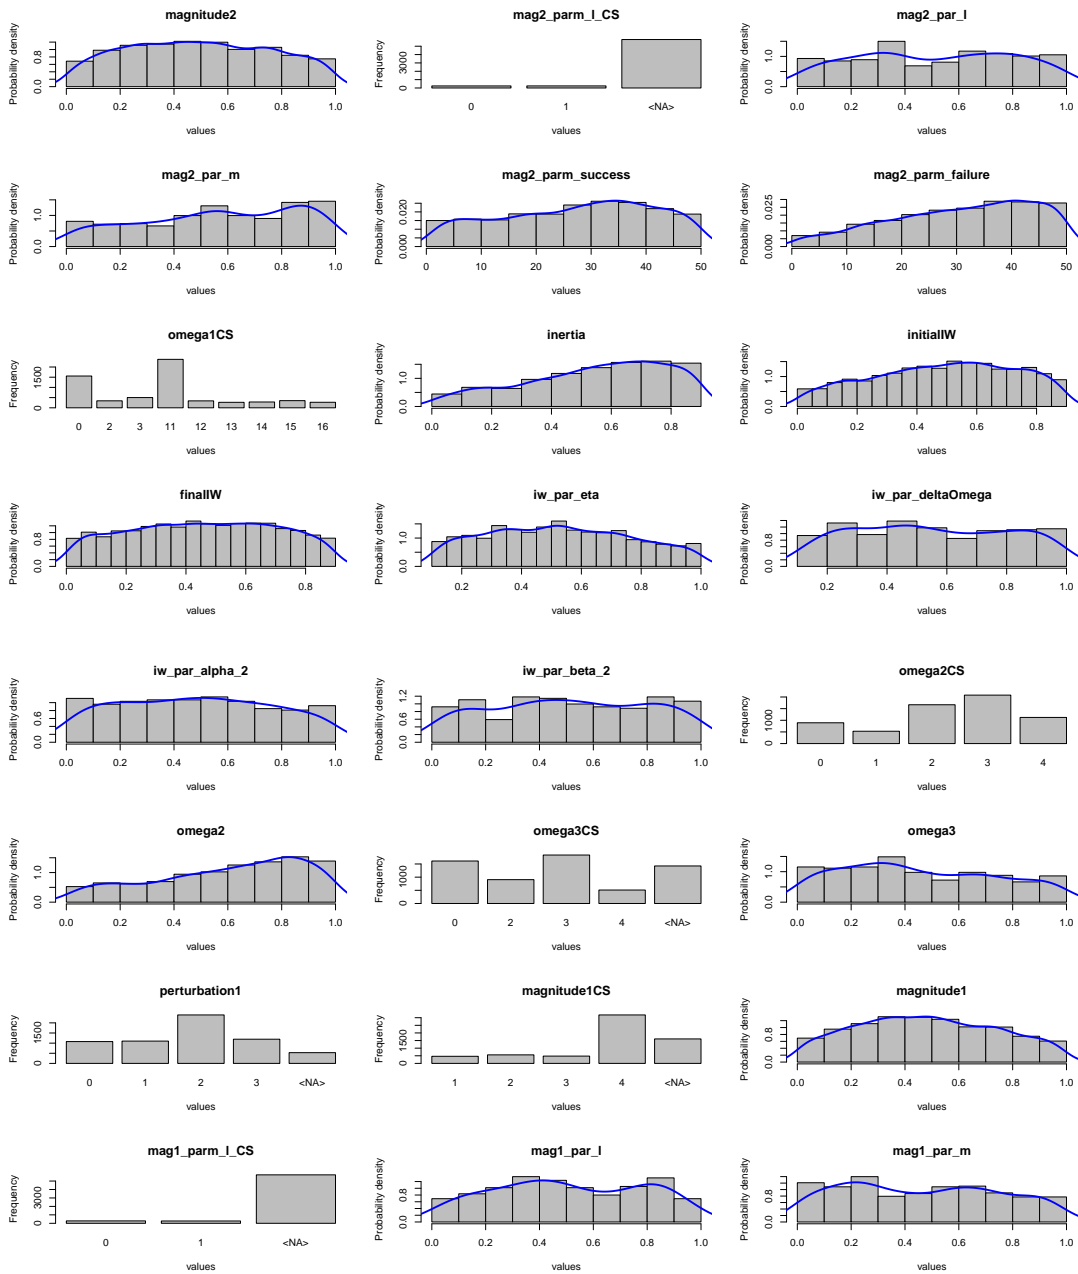 magnitude2
Probability density
0.8
0.0 0.2 0.4 0.6 0.8 1.0
values
mag2_parm_l_CS
Frequency
0 3000
0 1 <NA>
values
mag2_par_l
Probability density
0.0 1.0
0.0 0.2 0.4 0.6 0.8 1.0
values
mag2_par_m
Probability density
0.0 1.0
0.0 0.2 0.4 0.6 0.8 1.0
values
mag2_parm_success
Probability density
0.000 0.020
0 10 20 30 40 50
values
mag2_parm_failure
Probability density
0.000 0.025
0 10 20 30 40 50
values
omega1CS
Frequency
0 1500
0 2 3 11 12 13 14 15 16
values
inertia
Probability density
0.0 1.0
0.0 0.2 0.4 0.6 0.8
values
initialIW
Probability density
0.0 1.0
0.0 0.2 0.4 0.6 0.8
values
finalIW
Probability density
0.0 0.8
0.0 0.2 0.4 0.6 0.8
values
iw_par_eta
Probability density
0.0 1.0
0.2 0.4 0.6 0.8 1.0
values
iw_par_deltaOmega
Probability density
0.0 0.8
0.2 0.4 0.6 0.8 1.0
values
iw_par_alpha_2
Probability density
0.0 0.6
0.0 0.2 0.4 0.6 0.8 1.0
values
iw_par_beta_2
Probability density
0.0 0.6 1.2
0.0 0.2 0.4 0.6 0.8 1.0
values
omega2CS
Frequency
0 1000
0 1 2 3 4
values
omega2
Probability density
0.0 1.0
0.0 0.2 0.4 0.6 0.8 1.0
values
omega3CS
Frequency
0 1000
0 2 3 4 <NA>
values
omega3
Probability density
0.0 1.0
0.0 0.2 0.4 0.6 0.8 1.0
values
perturbation1
Frequency
0 1500
0 1 2 3 <NA>
values
magnitude1CS
Frequency
0 1500
1 2 3 4 <NA>
values
magnitude1
Probability density
0.0 0.8
0.0 0.2 0.4 0.6 0.8 1.0
values
mag1_parm_l_CS
Frequency
0 3000
0 1 <NA>
values
mag1_par_l
Probability density
0.0 0.8
0.0 0.2 0.4 0.6 0.8 1.0
values
mag1_par_m
Probability density
0.0 0.8
0.0 0.2 0.4 0.6 0.8 1.0
values